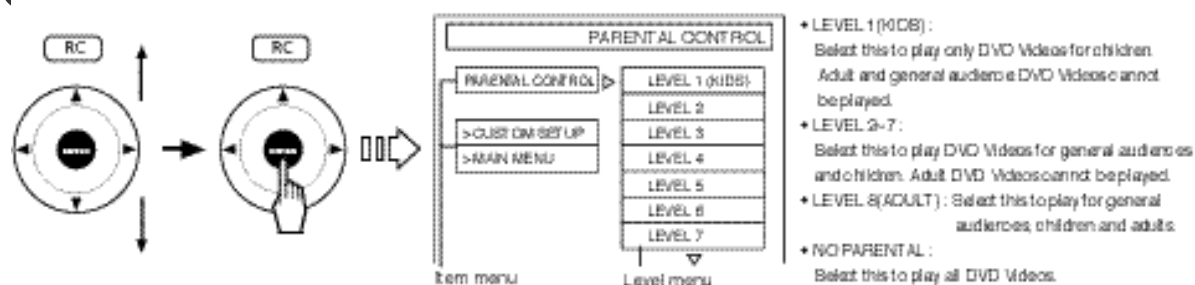 RC
RC
ENTER
ENTER
PARENTAL CONTROL
PARENTAL CONTROL
>CUSTOM SETUP
>MAIN MENU
LEVEL 1 (KIDS)
LEVEL 2
LEVEL 3
LEVEL 4
LEVEL 5
LEVEL 6
LEVEL 7
Item menu
Level menu
• LEVEL 1(KIDS) :
Select this to play only DVD Videos for children.
Adult and general audience DVD Videos cannot
be played.
• LEVEL 2~7 :
Select this to play DVD Videos for general audiences
and children. Adult DVD Videos cannot be played.
• LEVEL 8(ADULT) : Select this to play for general
audiences, children and adults.
• NO PARENTAL :
Select this to play all DVD Videos.